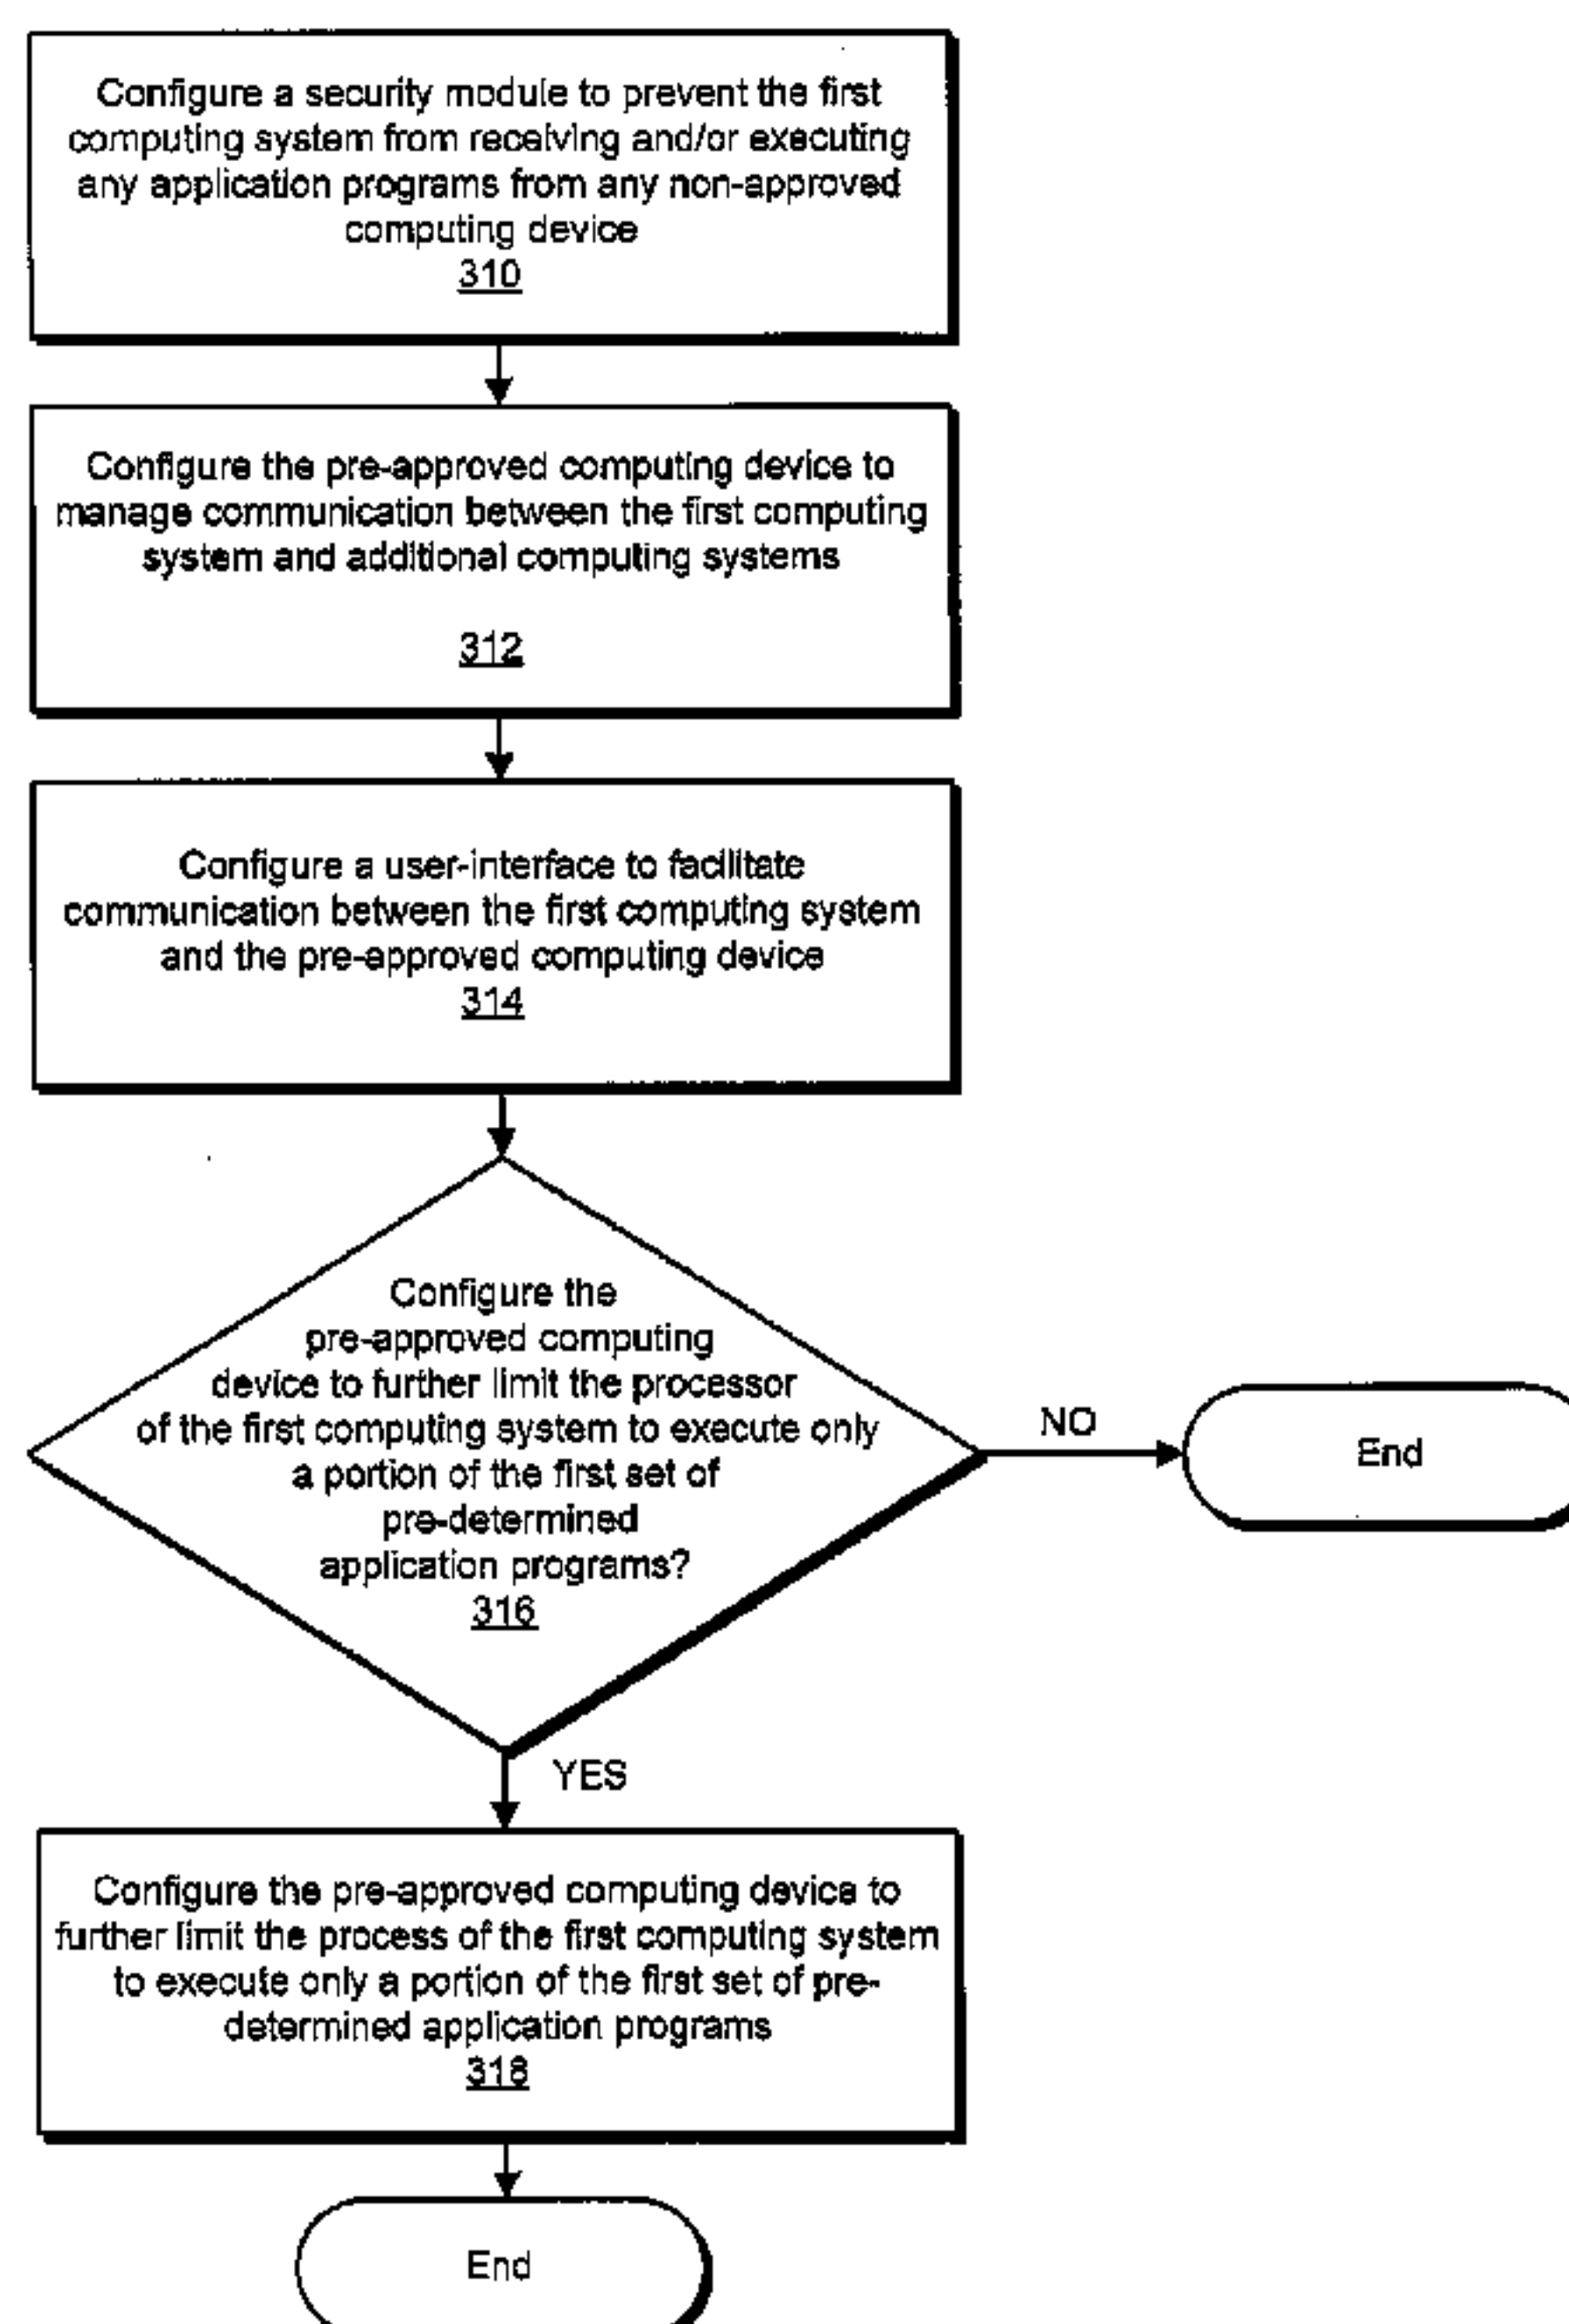 Configure a security module to prevent the first
computing system from receiving and/or executing
any application programs from any non-approved
computing device
310
Configure the pre-approved computing device to
manage communication between the first computing
system and additional computing systems
312
Configure a user-interface to facilitate
communication between the first computing system
and the pre-approved computing device
314
Configure the
pre-approved computing
device to further limit the processor
of the first computing system to execute only
a portion of the first set of
pre-determined
application programs?
316
NO
End
YES
Configure the pre-approved computing device to
further limit the process of the first computing system
to execute only a portion of the first set of pre-
determined application programs
318
End